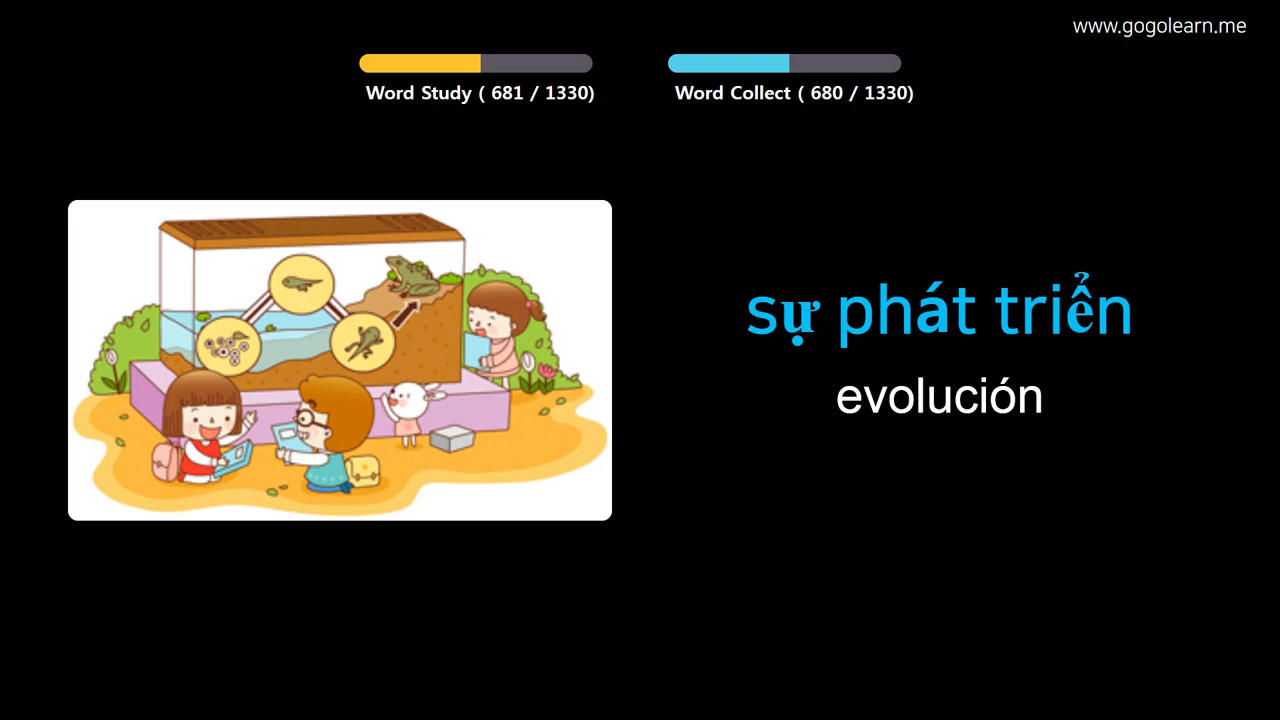 www.gogolearn.me
Word Study ( 681 / 1330)
Word Collect ( 680 / 1330)
sự phát triển
evolución